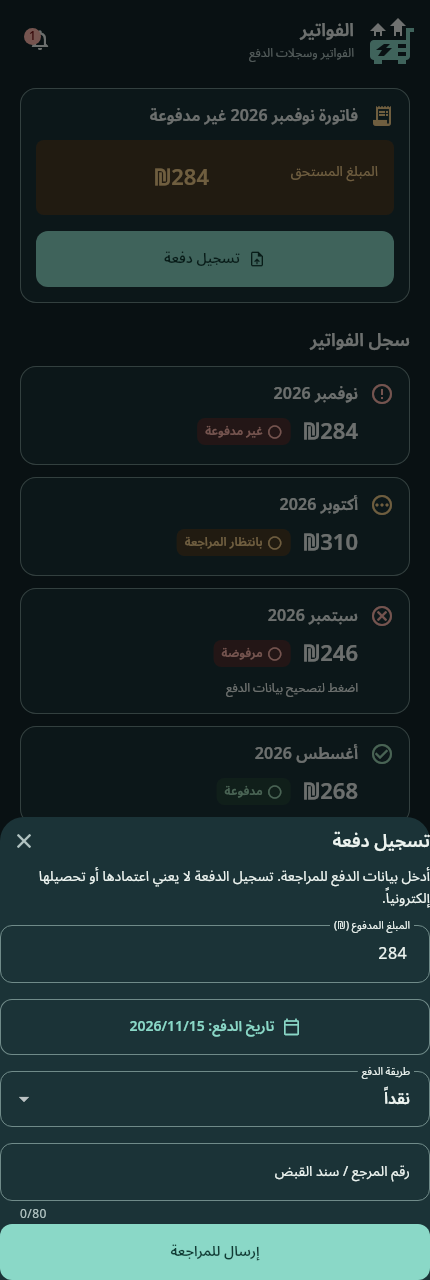 الفواتير
الفواتير وسجلات الدفع
1
فاتورة نوفمبر 2026 غير مدفوعة
المبلغ المستحق
₪284
تسجيل دفعة
سجل الفواتير
نوفمبر 2026
₪284
غير مدفوعة
أكتوبر 2026
₪310
بانتظار المراجعة
سبتمبر 2026
₪246
مرفوضة
اضغط لتصحيح بيانات الدفع
أغسطس 2026
₪268
مدفوعة
تسجيل دفعة
أدخل بيانات الدفع للمراجعة. تسجيل الدفعة لا يعني اعتمادها أو تحصيلها
إلكترونياً.
المبلغ المدفوع (₪)
284
تاريخ الدفع: 2026/11/15
طريقة الدفع
نقداً
رقم المرجع / سند القبض
0/80
إرسال للمراجعة